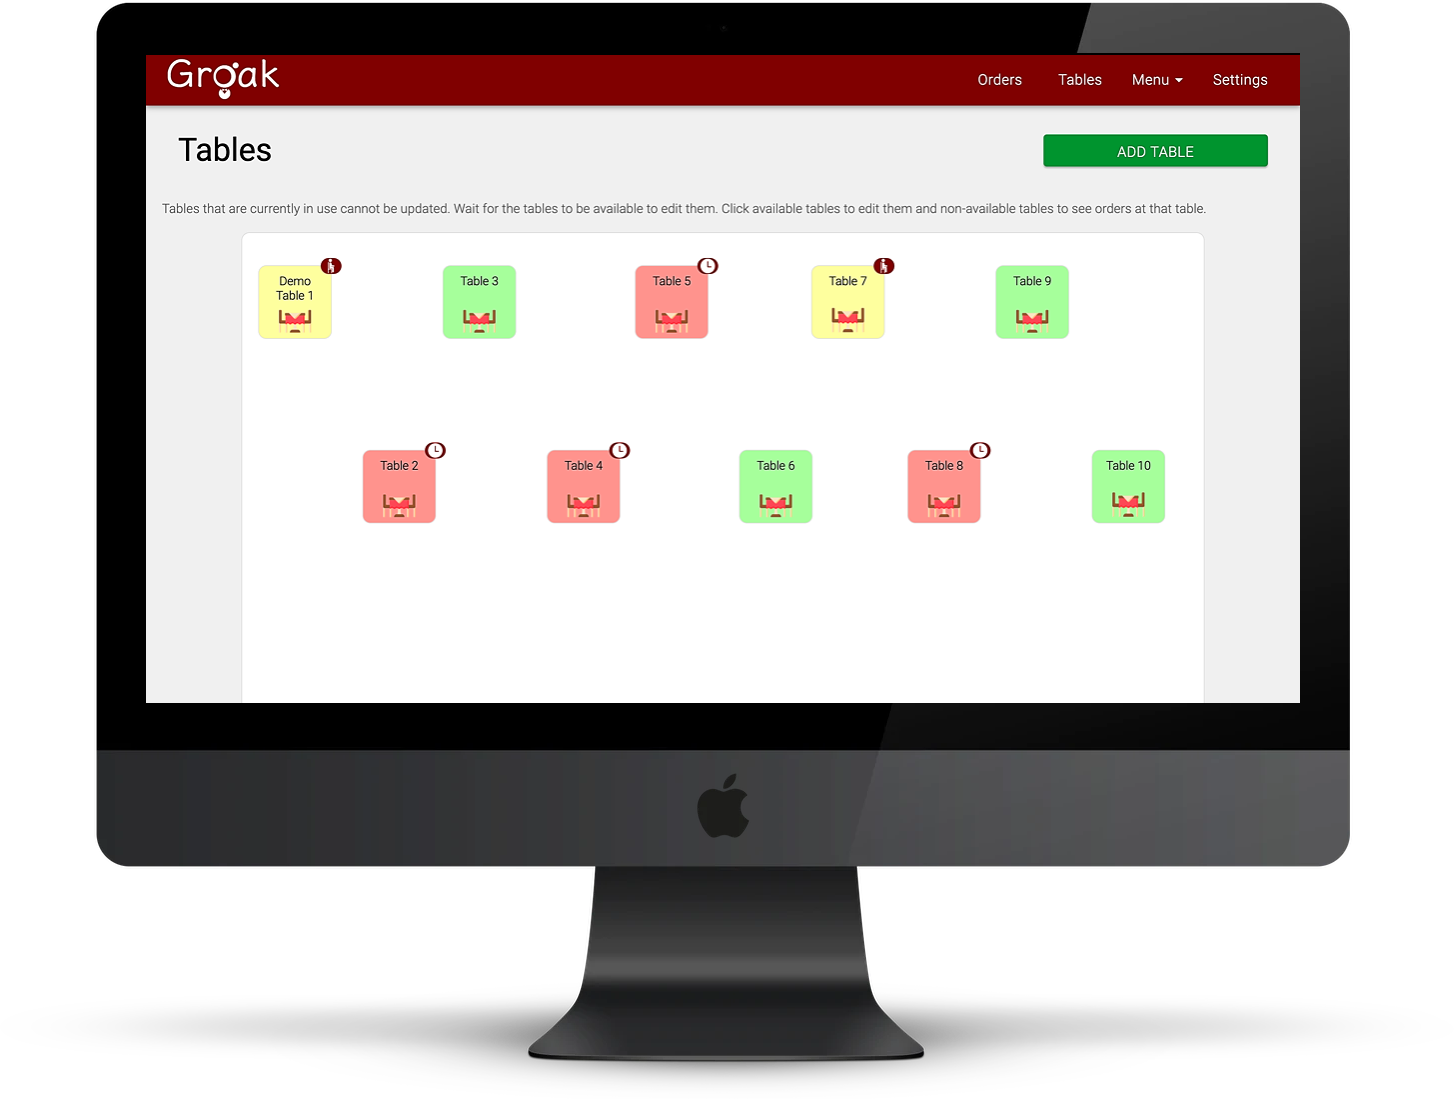 Groak
Orders
Tables
Menu
Settings
Tables
ADD TABLE
Tables that are currently in use cannot be updated. Wait for the tables to be available to edit them. Click available tables to edit them and non-available tables to see orders at that table.
Demo
Table 1
Table 3
Table 5
Table 7
Table 9
Table 2
Table 4
Table 6
Table 8
Table 10